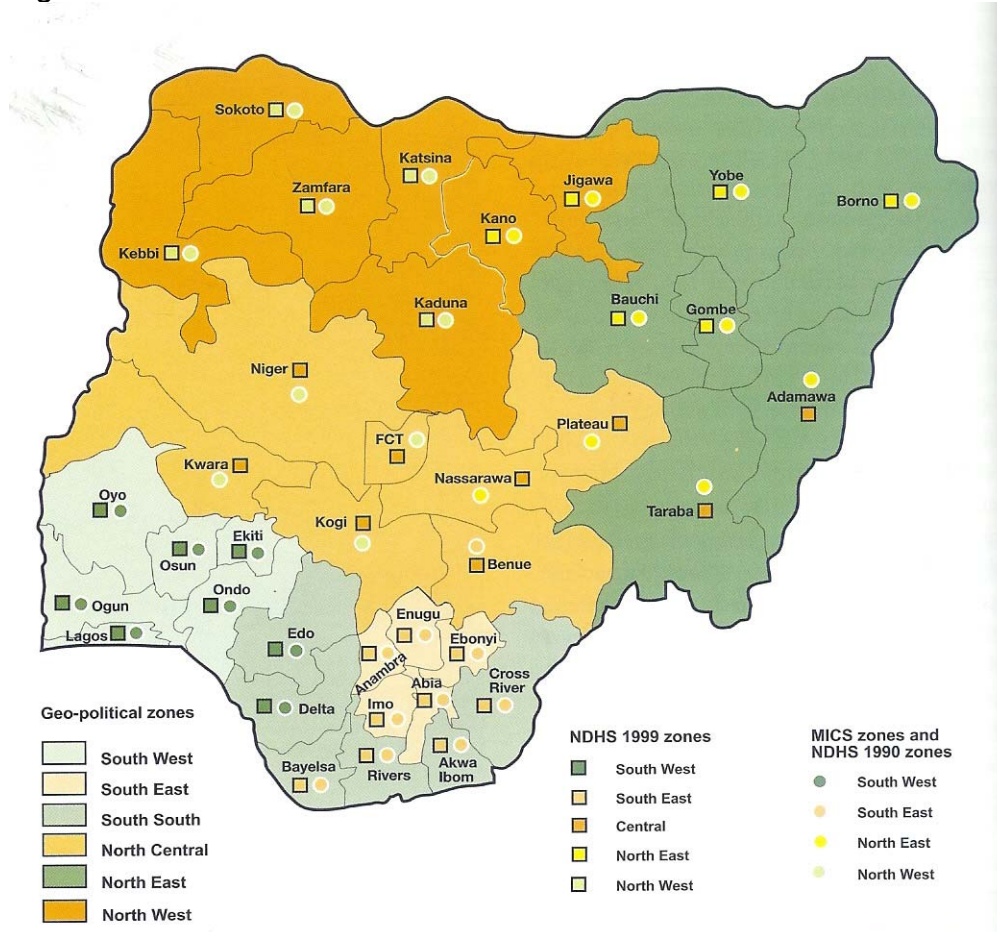 Sokoto
Katsina
Zamfara
Jigawa
Yobe
Borno
Kano
Kebbi
Kaduna
Bauchi
Gombe
Niger
Adamawa
Plateau
FCT
Kwara
Nassarawa
Oyo
Taraba
Kogi
Ekiti
Osun
Benue
Ondo
Ogun
Enugu
Lagos
Edo
Ebonyi
Anambra
Cross
River
Abia
Imo
Delta
Bayelsa
Rivers
Akwa
Ibom
Geo-political zones
South West
South East
South South
North Central
North East
North West
NDHS 1999 zones
South West
South East
Central
North East
North West
MICS zones and
NDHS 1990 zones
South West
South East
North East
North West